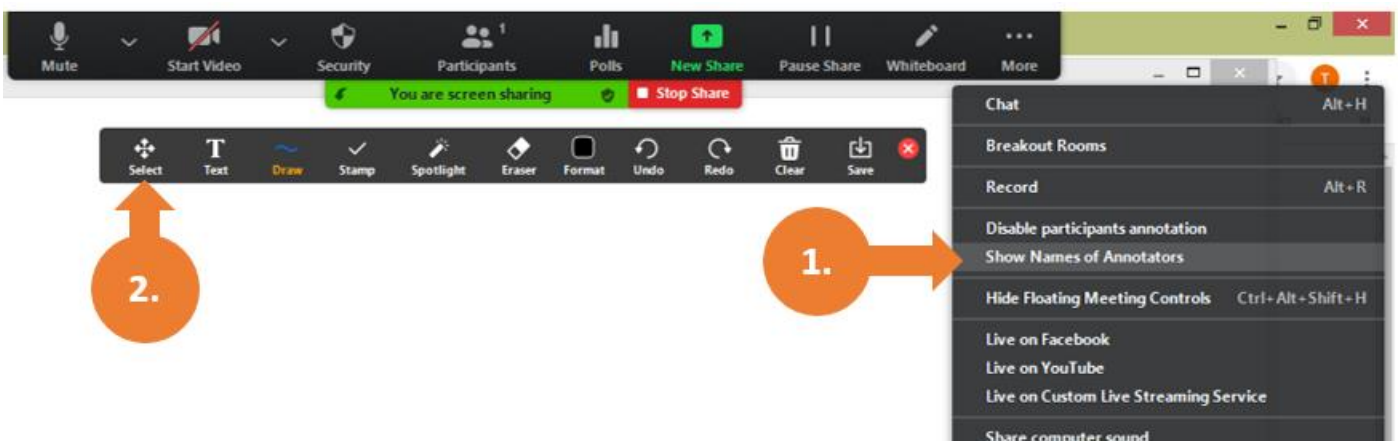 1
Mute Start Video Security Participants Polls New Share Pause Share Whiteboard More
You are screen sharing Stop Share
T
Select Text Draw Stamp Spotlight Eraser Format Undo Redo Clear Save
T
Chat Alt+H
Breakout Rooms
Record Alt+R
Disable participants annotation
Show Names of Annotators
1.
2.
Hide Floating Meeting Controls Ctrl+Alt+Shift+H
Live on Facebook
Live on YouTube
Live on Custom Live Streaming Service
Share computer sound